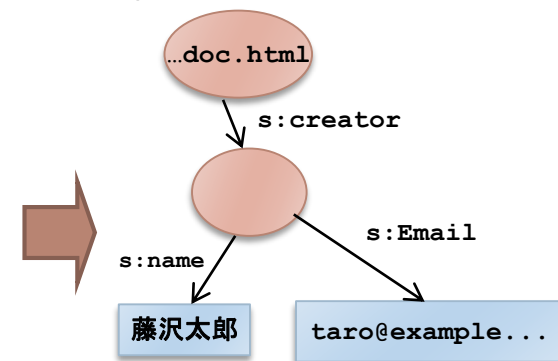 …doc.html
s:creator
s:Email
s:name
藤沢太郎
taro@example...